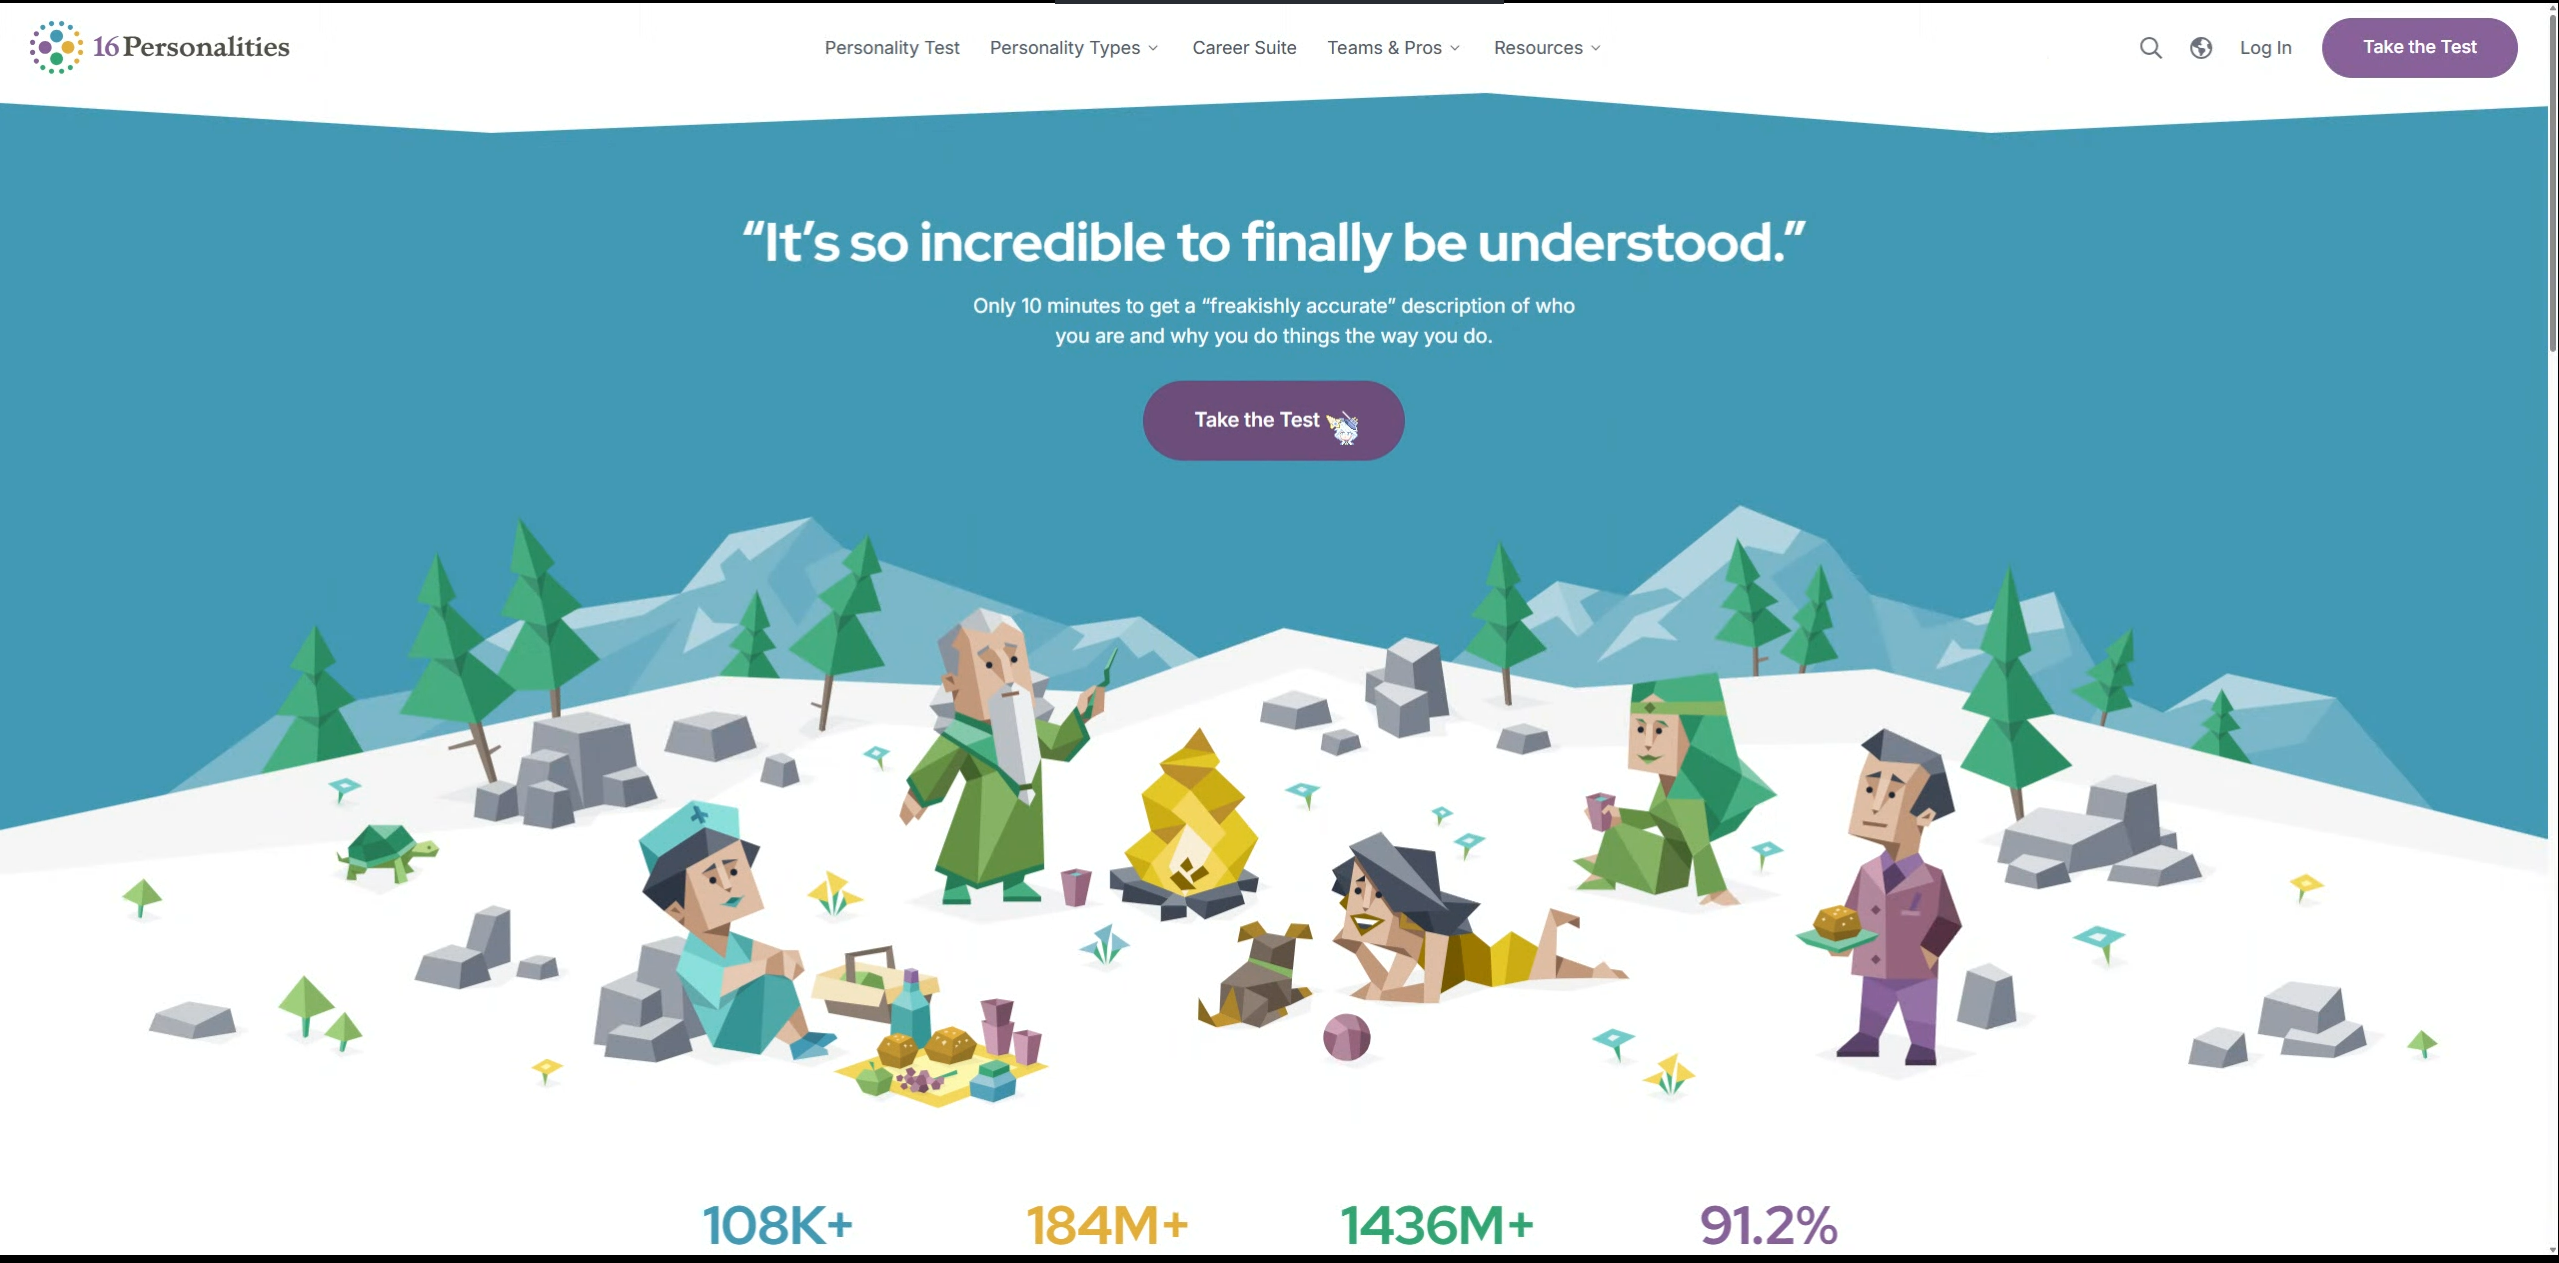 16Personalities
Personality Test
Personality Types
Career Suite
Teams & Pros
Resources
Log In
Take the Test
“It’s so incredible to finally be understood.”
Only 10 minutes to get a “freakishly accurate” description of who
you are and why you do things the way you do.
Take the Test
108K+
184M+
1436M+
91.2%